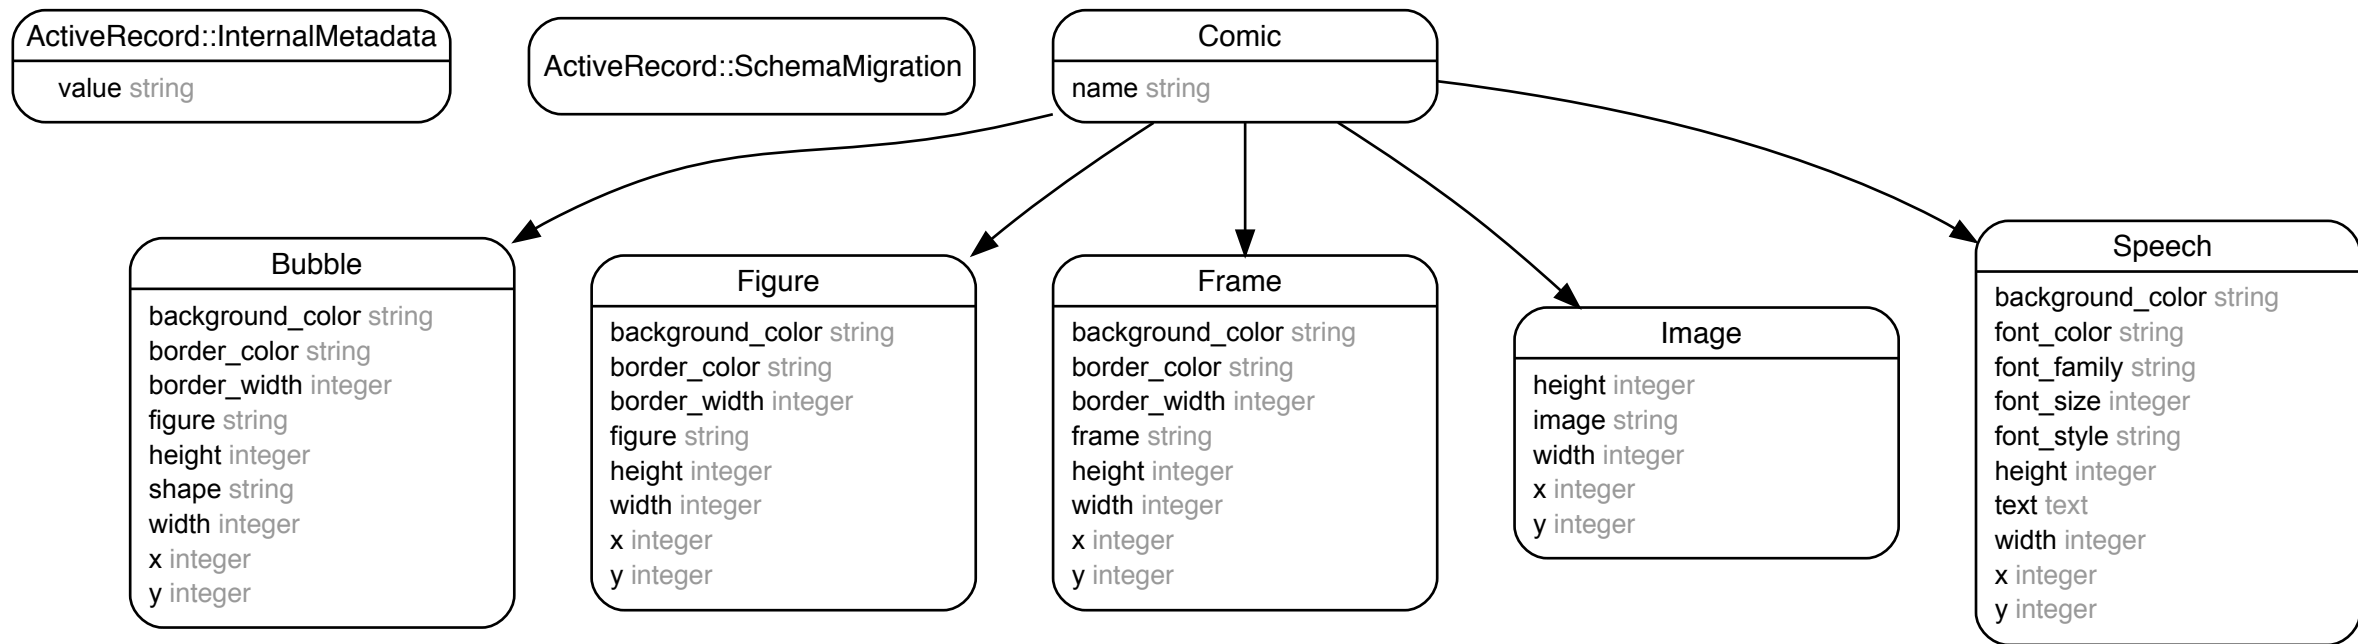 ActiveRecord::InternalMetadata
value string
ActiveRecord::SchemaMigration
Comic
name string
Bubble
background_color string
border_color string
border_width integer
figure string
height integer
shape string
width integer
x integer
y integer
Figure
background_color string
border_color string
border_width integer
figure string
height integer
width integer
x integer
y integer
Frame
background_color string
border_color string
border_width integer
frame string
height integer
width integer
x integer
y integer
Image
height integer
image string
width integer
x integer
y integer
Speech
background_color string
font_color string
font_family string
font_size integer
font_style string
height integer
text text
width integer
x integer
y integer